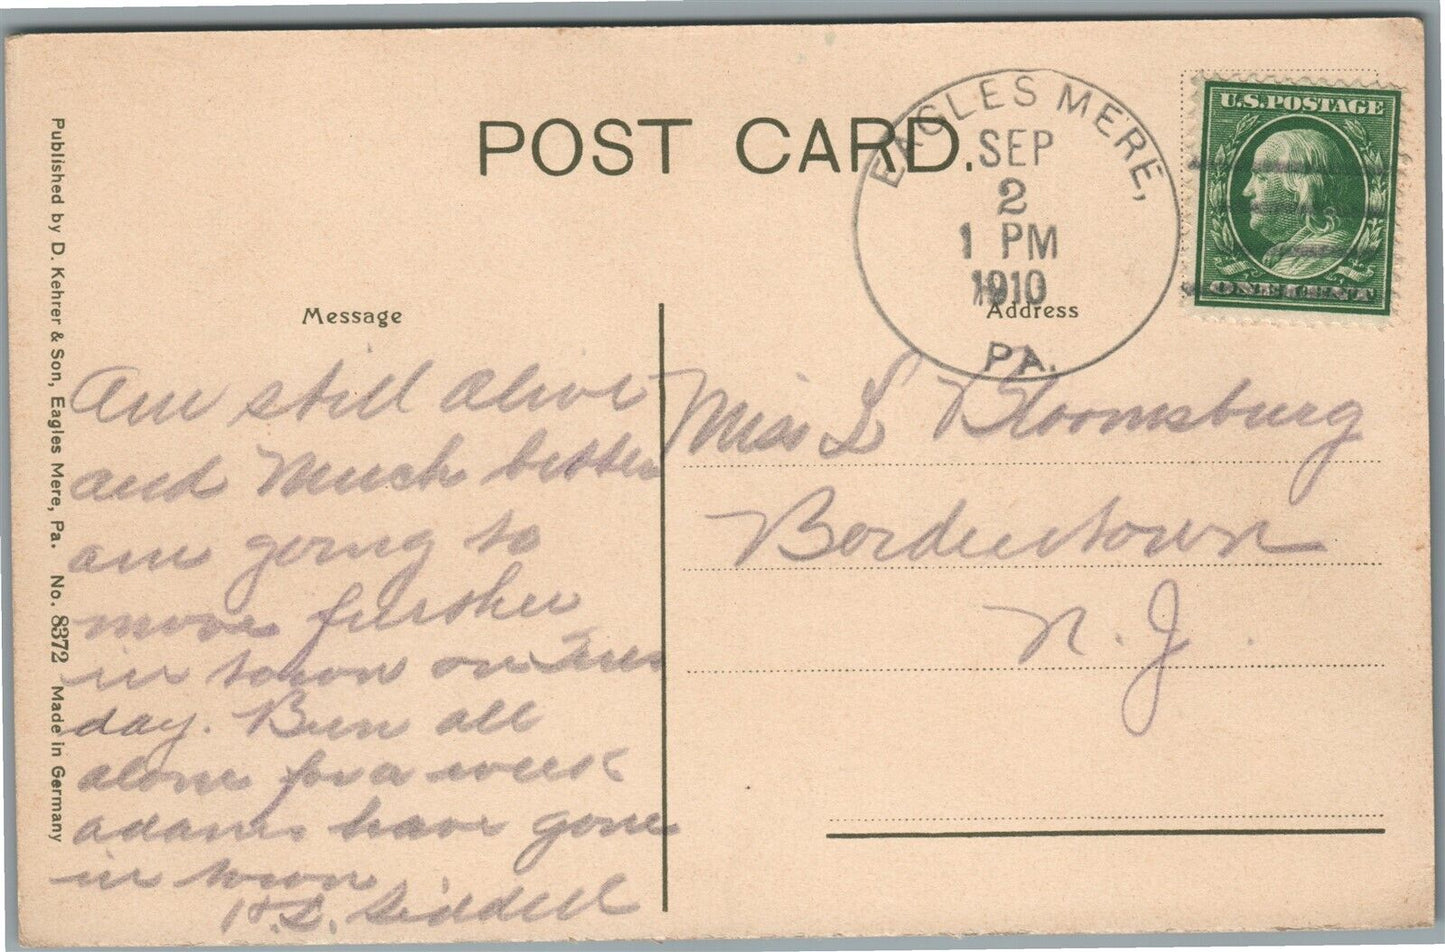 POST CARD.
EAGLES MERE,
SEP
2
1 PM
1910
PA.
U.S. POSTAGE
ONE CENT
Message
Address
Am still alive
and Much better
am going to
move further
in town on Tues
day. Bin all
alone for a week
adams have gone
in town
H. L. Siddell
Miss L Bloomsburg
Bordentown
N. J.
Published by D. Kehrer & Son, Eagles Mere, Pa. No. 8372 Made in Germany